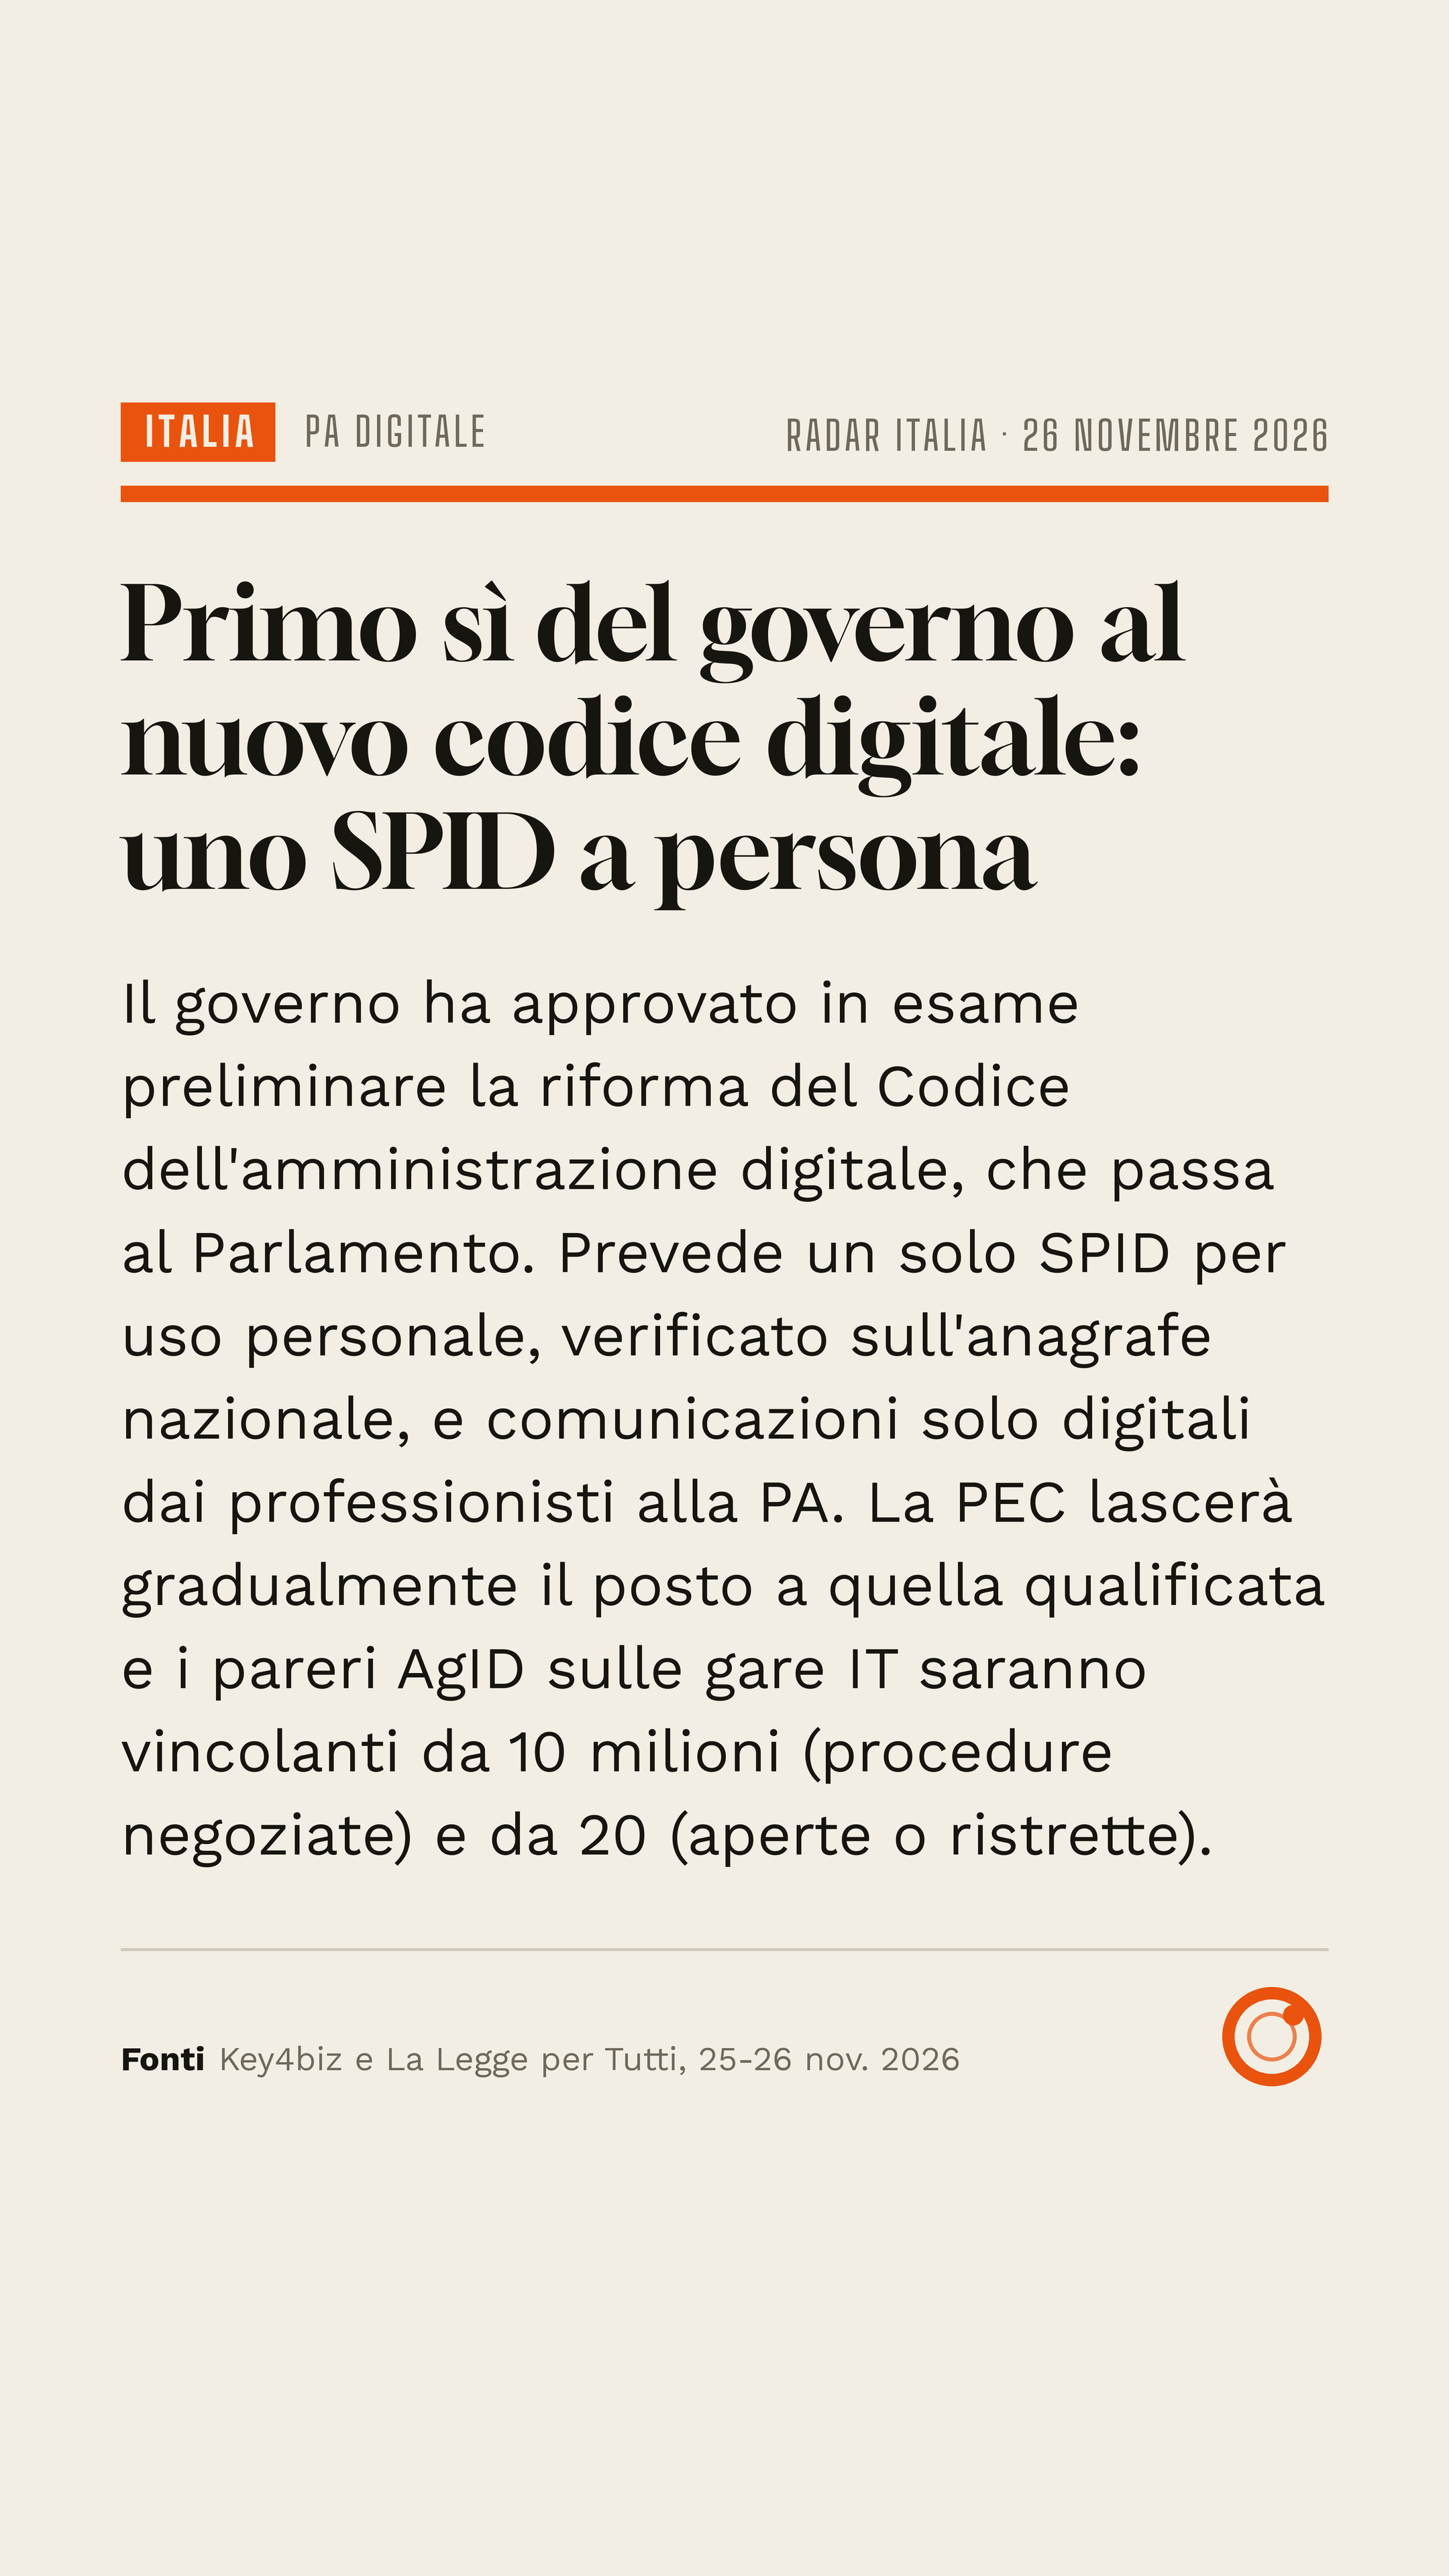 ITALIA PA DIGITALE RADAR ITALIA · 26 NOVEMBRE 2026
Primo sì del governo al
nuovo codice digitale:
uno SPID a persona
Il governo ha approvato in esame
preliminare la riforma del Codice
dell'amministrazione digitale, che passa
al Parlamento. Prevede un solo SPID per
uso personale, verificato sull'anagrafe
nazionale, e comunicazioni solo digitali
dai professionisti alla PA. La PEC lascerà
gradualmente il posto a quella qualificata
e i pareri AgID sulle gare IT saranno
vincolanti da 10 milioni (procedure
negoziate) e da 20 (aperte o ristrette).
Fonti Key4biz e La Legge per Tutti, 25-26 nov. 2026